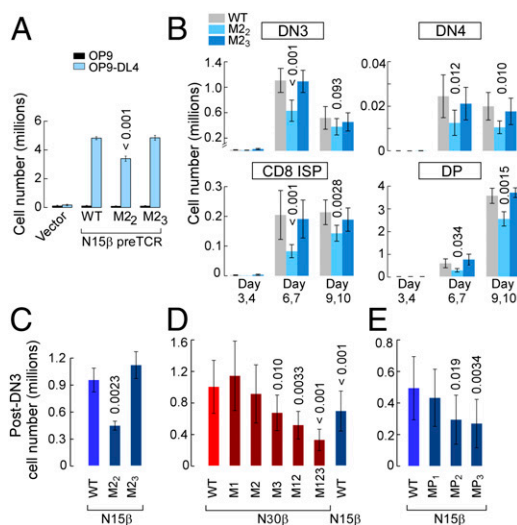 A
OP9
OP9-DL4
Cell number (millions)
6
4
2
0
< 0.001
Vector
WT
M2₂
M2₃
N15β preTCR
B
WT
M2₂
M2₃
Cell number (millions)
DN3
1.4
1.0
0.6
0.2
< 0.001
0.093
DN4
0.04
0.02
0
0.012
0.010
CD8 ISP
0.3
0.2
0.1
0
< 0.001
0.0028
Day
3,4
Day
6,7
Day
9,10
DP
4
3
2
1
0
0.034
0.0015
Day
3,4
Day
6,7
Day
9,10
C
Post-DN3
cell number (millions)
1.2
0.9
0.6
0.3
0
0.0023
WT
M2₂
M2₃
N15β
D
1.6
1.2
0.8
0.4
0
0.010
0.0033
< 0.001
< 0.001
WT
M1
M2
M3
M12
M123
WT
N30β
N15β
E
0.8
0.6
0.4
0.2
0
0.019
0.0034
WT
MP₁
MP₂
MP₃
N15β